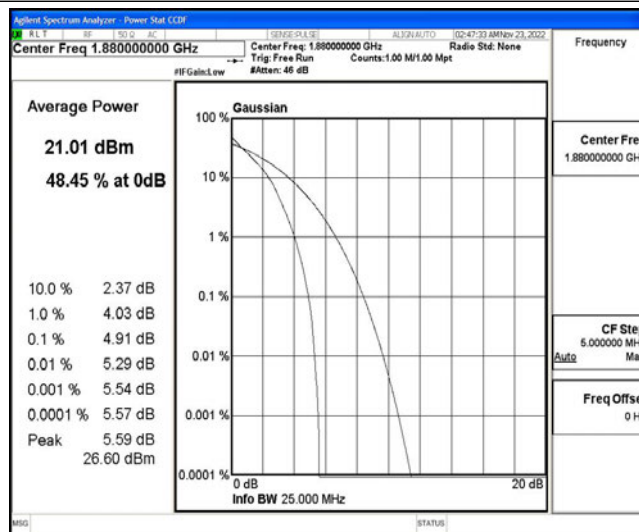 Agilent Spectrum Analyzer - Power Stat CCDF
RLT RF 50 Ω AC SENSE:PULSE ALIGN AUTO 02:47:33 AM Nov 23, 2022
Center Freq 1.880000000 GHz
Center Freq: 1.880000000 GHz Radio Std: None
Trig: Free Run Counts:1.00 M/1.00 Mpt
#IFGain:Low #Atten: 46 dB
Frequency
Average Power
21.01 dBm
48.45 % at 0dB
10.0 % 2.37 dB
1.0 % 4.03 dB
0.1 % 4.91 dB
0.01 % 5.29 dB
0.001 % 5.54 dB
0.0001 % 5.57 dB
Peak 5.59 dB
26.60 dBm
Gaussian
100 %
10 %
1 %
0.1 %
0.01 %
0.001 %
0.0001 %
0 dB 20 dB
Info BW 25.000 MHz
Center Fre
1.880000000 GH
CF Ste
5.000000 MH
Auto Ma
Freq Offse
0 H
MSG STATUS